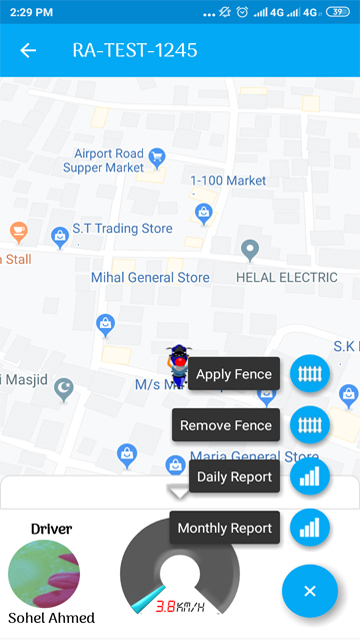 2:29 PM
4G 4G 39
RA-TEST-1245
Airport Road
Supper Market
1-100 Market
S.T Trading Store
Stall
Mihal General Store
HELAL ELECTRIC
S.K
i Masjid
M/s M
Apply Fence
Remove Fence
Maria General Store
Daily Report
Monthly Report
Driver
3.8KM/H
Sohel Ahmed